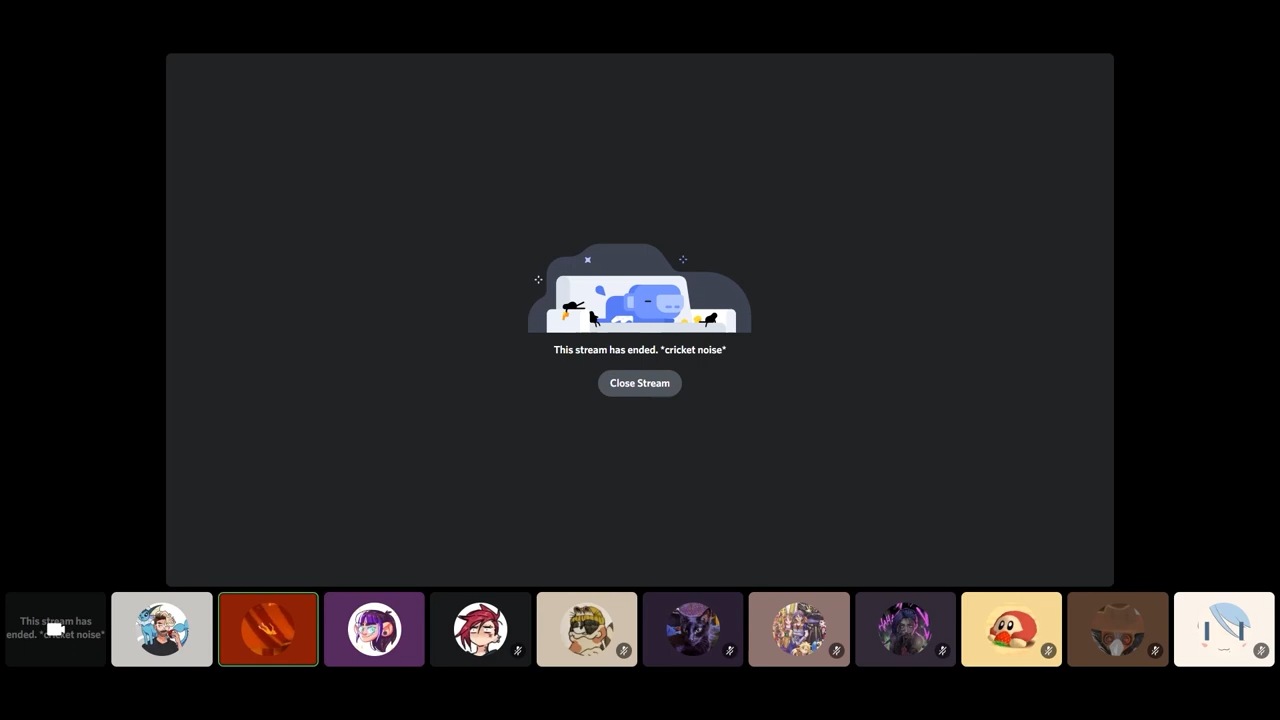 This stream has ended. *cricket noise*
Close Stream
This stream has
ended. *cricket noise*